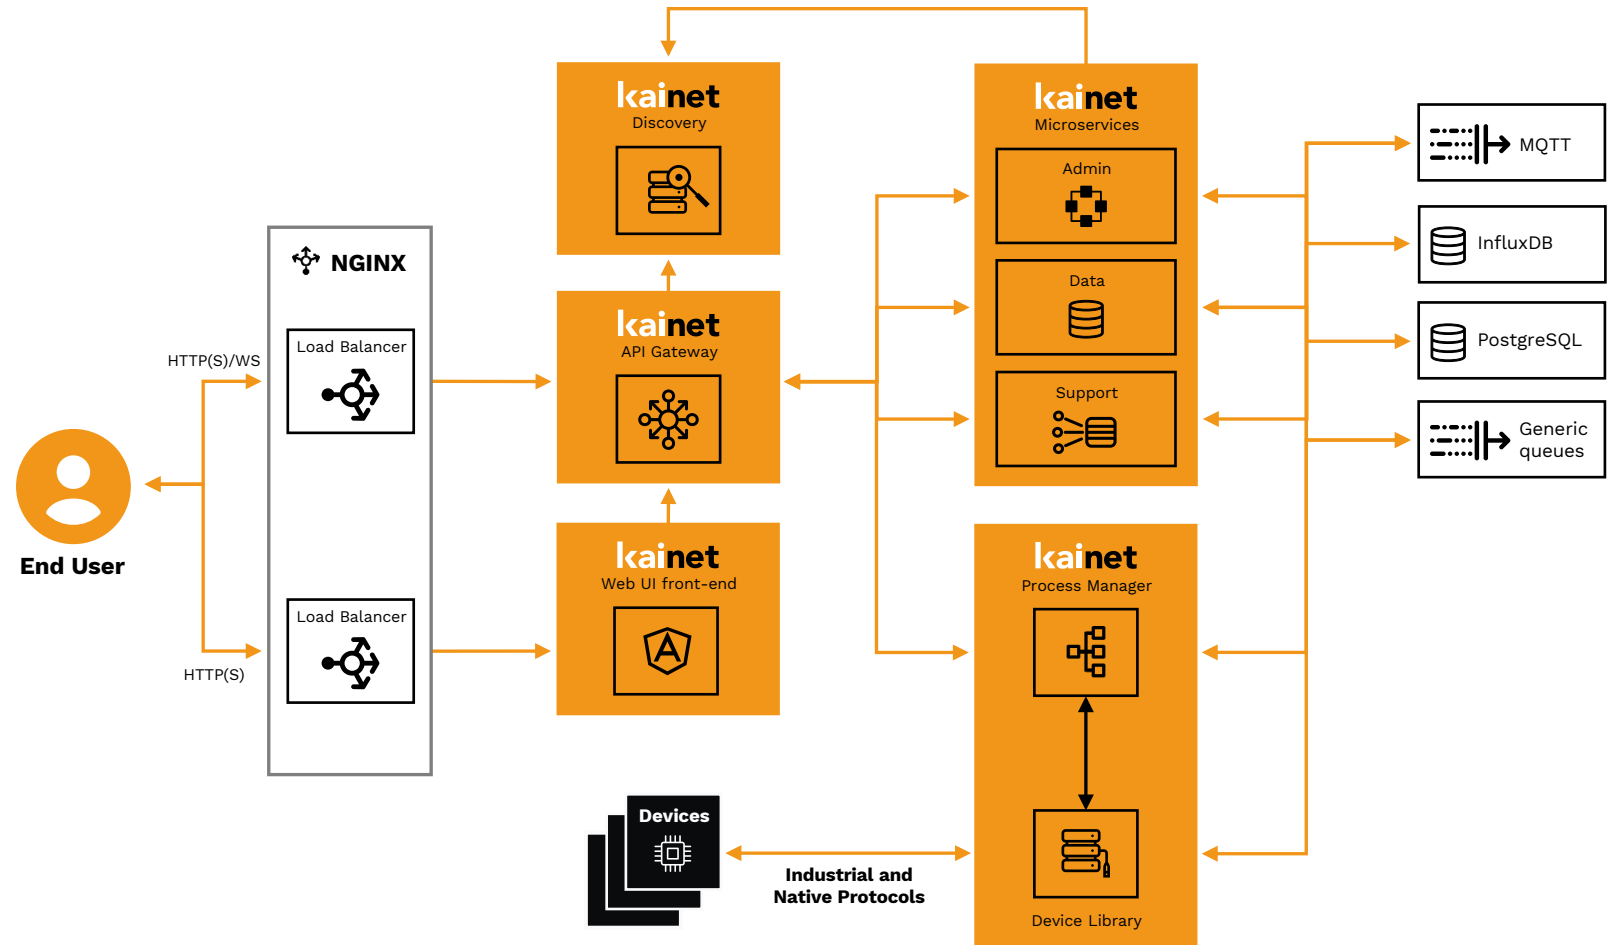 End User
HTTP(S)/WS
HTTP(S)
NGINX
Load Balancer
Load Balancer
kainet
Discovery
kainet
API Gateway
kainet
Web UI front-end
Devices
Industrial and
Native Protocols
kainet
Microservices
Admin
Data
Support
kainet
Process Manager
Device Library
MQTT
InfluxDB
PostgreSQL
Generic
queues